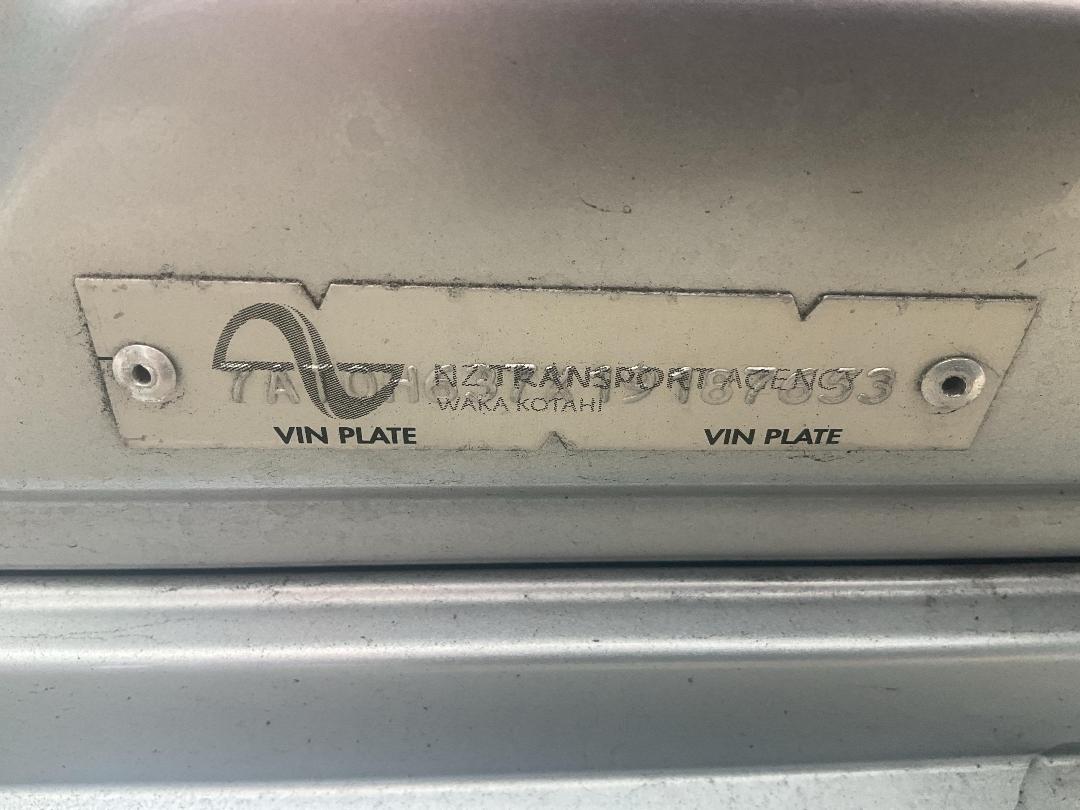 NZ TRANSPORT AGENCY
WAKA KOTAHI
VIN PLATE VIN PLATE